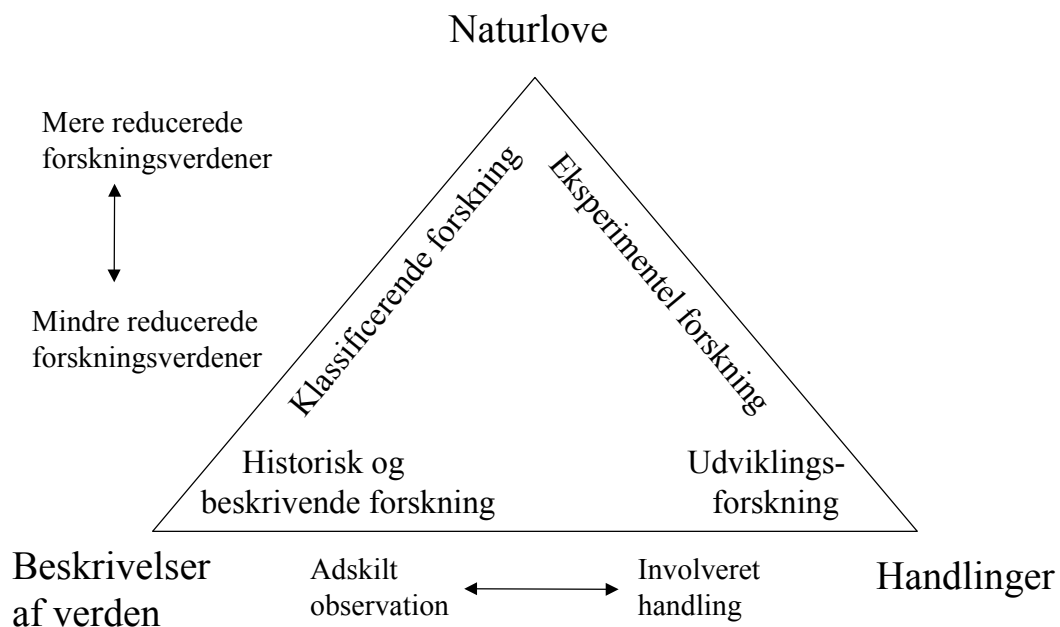 Naturlove
Mere reducerede
forskningsverdener
Mindre reducerede
forskningsverdener
Klassificerende forskning
Eksperimentel forskning
Historisk og
beskrivende forskning
Udviklings-
forskning
Beskrivelser
af verden
Adskilt
observation
Involveret
handling
Handlinger